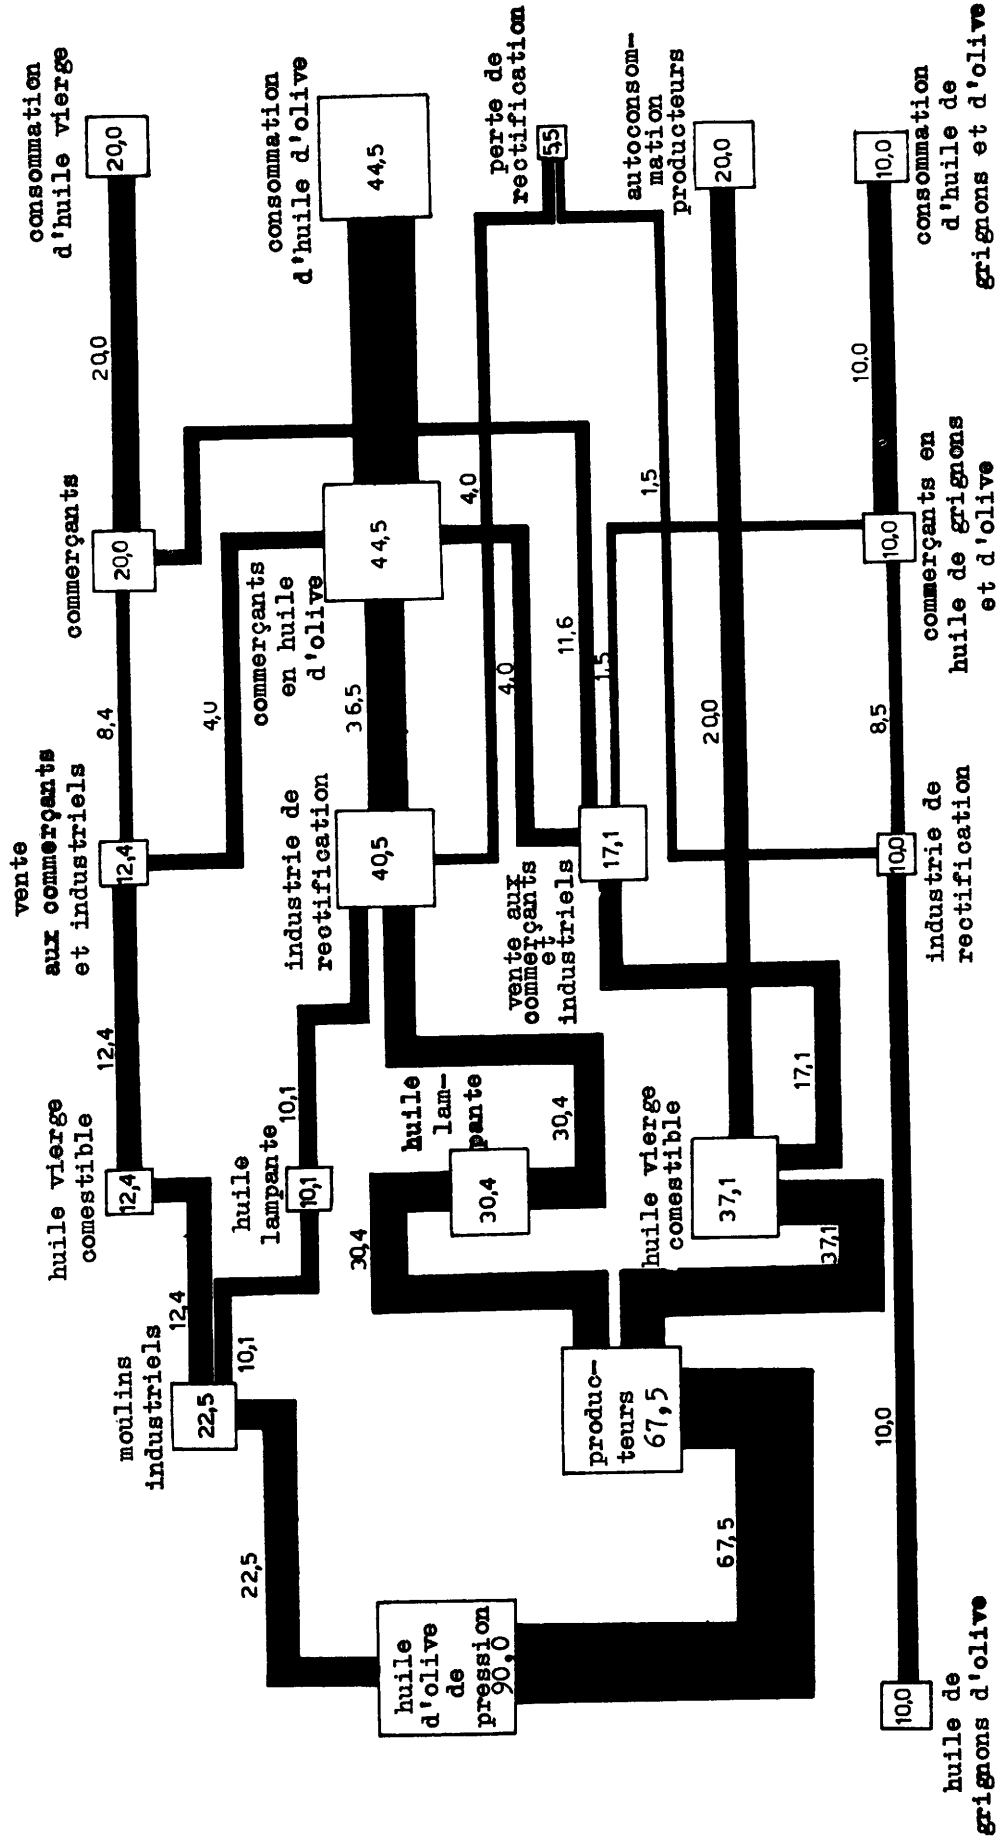 huile
d'olive
de
pression
90,0
huile de
grignons d'olive
10,0
22,5
67,5
10,0
moulins
industriels
22,5
produc-
teurs
67,5
12,4
10,1
30,4
37,1
huile vierge
comestible
12,4
huile
lampante
10,1
huile
lam-
pante
30,4
huile vierge
comestible
37,1
12,4
10,1
30,4
17,1
vente
aux commerçants
et industriels
12,4
industrie de
rectification
40,5
vente aux
commerçants
et
industriels
17,1
industrie de
rectification
10,0
8,4
4,0
36,5
4,0
4,0
11,6
1,5
1,5
20,0
8,5
commerçants
20,0
commerçants
en huile
d'olive
44,5
commerçants en
huile de grignons
et d'olive
10,0
20,0
10,0
consommation
d'huile vierge
20,0
consommation
d'huile d'olive
44,5
perte de
rectification
5,5
autoconsom-
mation
producteurs
20,0
consommation
d'huile de
grignons et d'olive
10,0